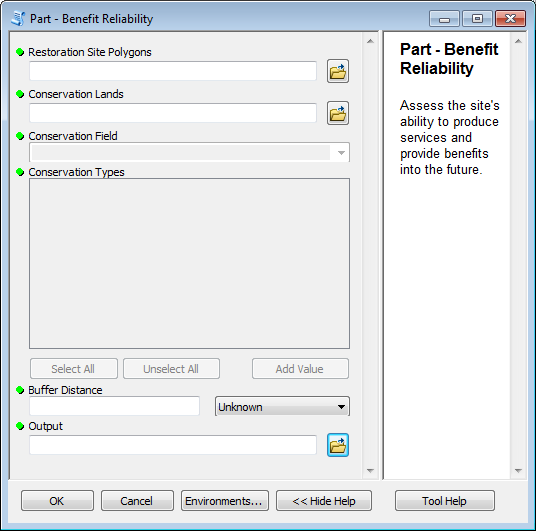 Part - Benefit Reliability
Restoration Site Polygons
Conservation Lands
Conservation Field
Conservation Types
Select All
Unselect All
Add Value
Buffer Distance
Unknown
Output
Part - Benefit
Reliability
Assess the site's
ability to produce
services and
provide benefits
into the future.
OK
Cancel
Environments...
<< Hide Help
Tool Help